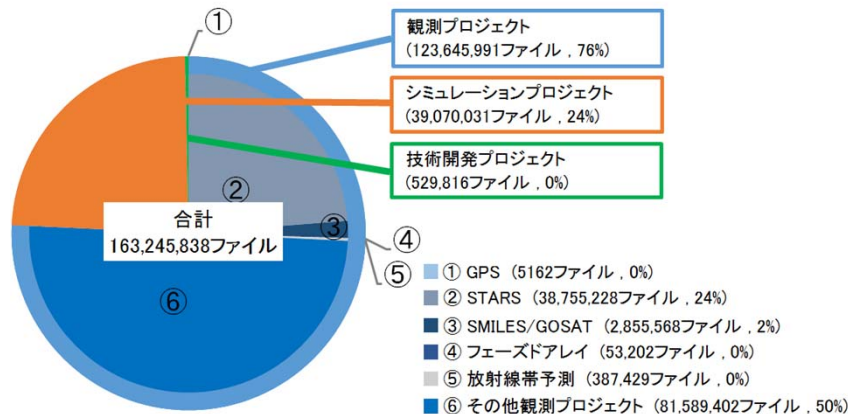 ①
観測プロジェクト
(123,645,991ファイル , 76%)
シミュレーションプロジェクト
(39,070,031ファイル , 24%)
技術開発プロジェクト
(529,816ファイル , 0%)
②
合計
163,245,838ファイル
③
④
⑤
⑥
① GPS (5162ファイル , 0%)
② STARS (38,755,228ファイル , 24%)
③ SMILES/GOSAT (2,855,568ファイル , 2%)
④ フェーズドアレイ (53,202ファイル , 0%)
⑤ 放射線帯予測 (387,429ファイル , 0%)
⑥ その他観測プロジェクト (81,589,402ファイル , 50%)